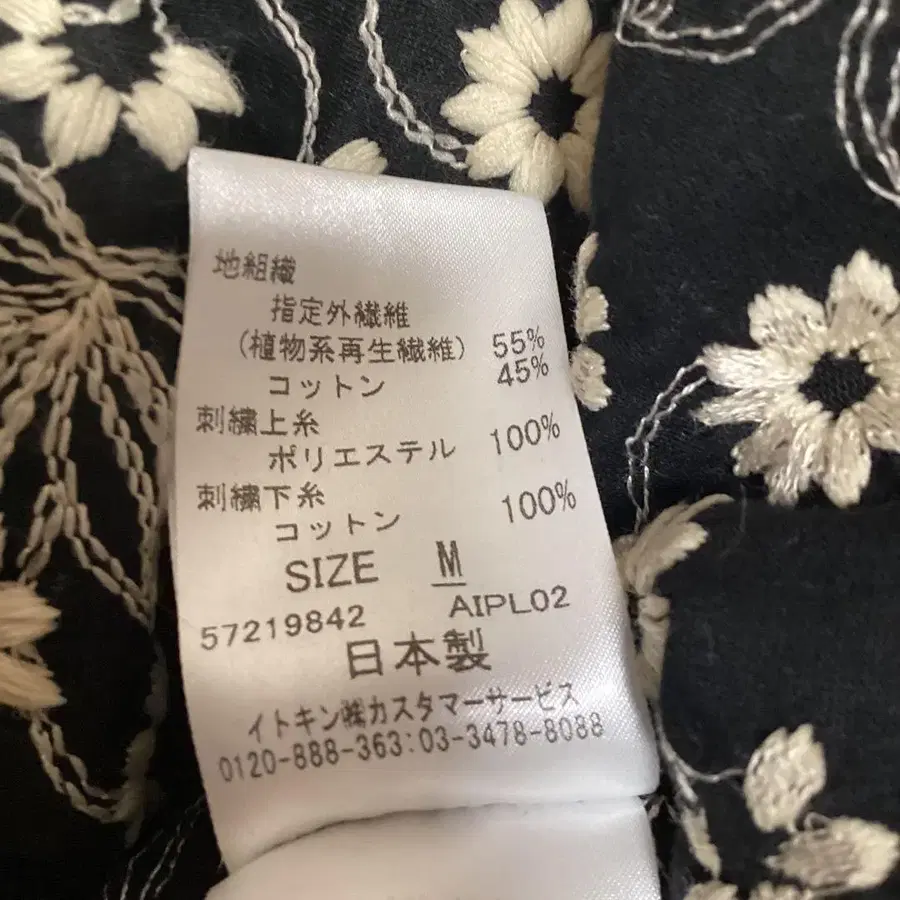 地組織
指定外繊維
(植物系再生繊維) 55%
コットン 45%
刺繍上糸
ポリエステル 100%
刺繍下糸
コットン 100%
SIZE M
57219842 AIPL02
日本製
イトキン㈱カスタマーサービス
0120-888-363:03-3478-8088